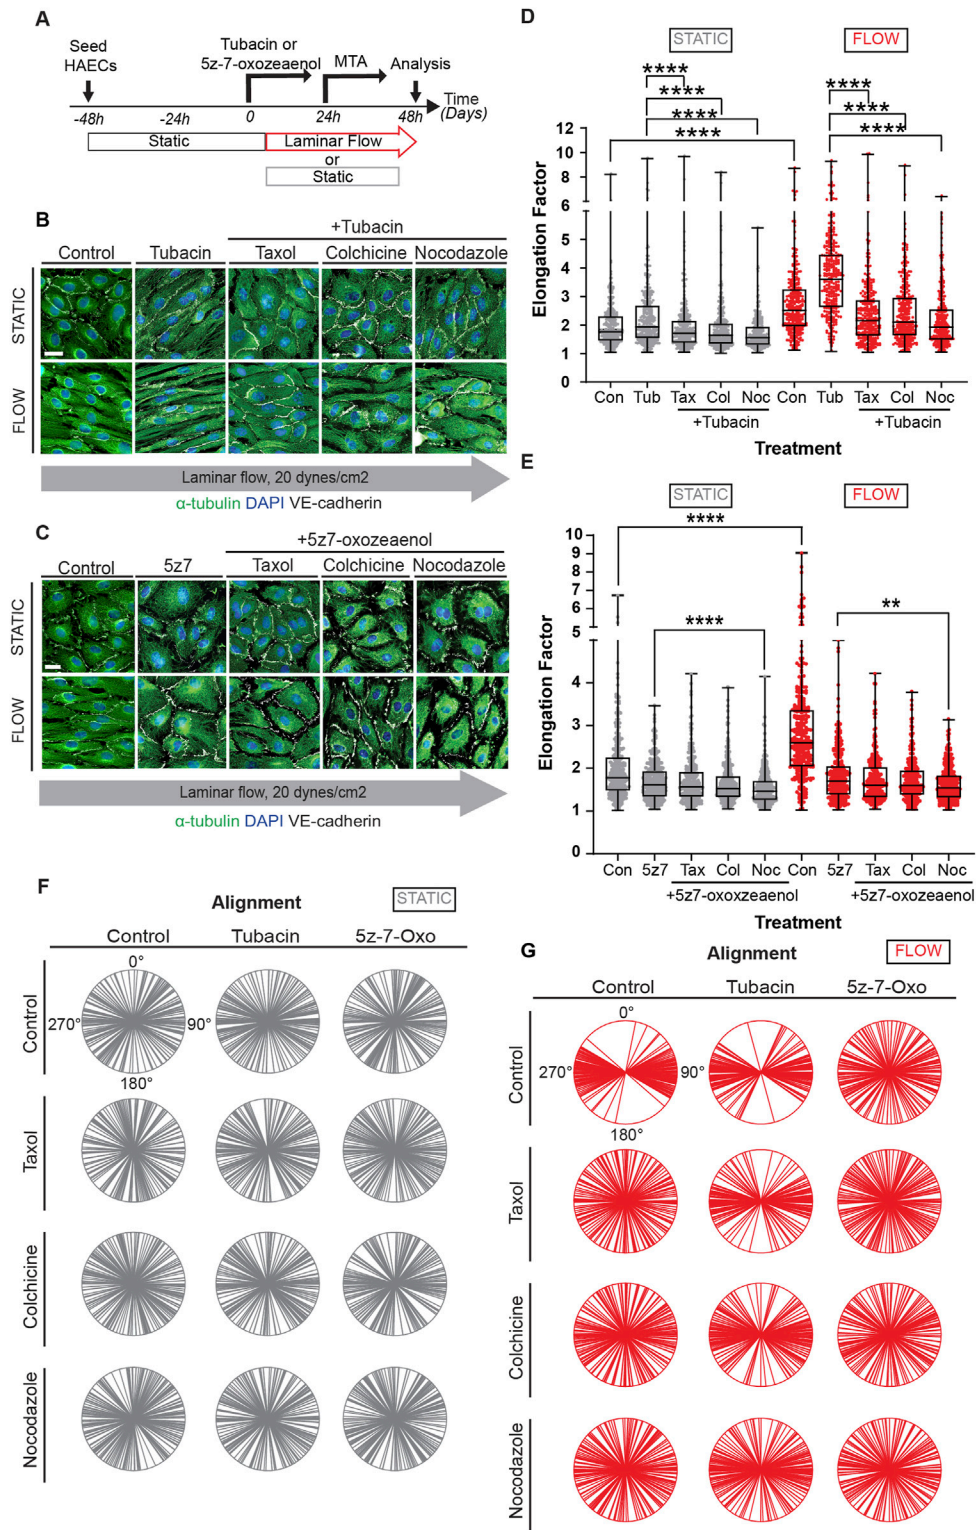 A
Seed
HAECs
Tubacin or
5z-7-oxozeaenol
MTA
Analysis
Time
(Days)
-48h
-24h
0
24h
48h
Static
Laminar Flow
or
Static
B
+Tubacin
Control
Tubacin
Taxol
Colchicine
Nocodazole
STATIC
FLOW
Laminar flow, 20 dynes/cm2
α-tubulin DAPI VE-cadherin
C
+5z7-oxozeaenol
Control
5z7
Taxol
Colchicine
Nocodazole
STATIC
FLOW
Laminar flow, 20 dynes/cm2
α-tubulin DAPI VE-cadherin
D
STATIC
FLOW
****
****
****
****
****
****
****
Elongation Factor
12
10
8
6
5
4
3
2
1
0
Con Tub Tax Col Noc Con Tub Tax Col Noc
+Tubacin
+Tubacin
Treatment
E
STATIC
FLOW
****
****
**
Elongation Factor
10
9
8
7
6
5
4
3
2
1
0
Con 5z7 Tax Col Noc Con 5z7 Tax Col Noc
+5z7-oxoxzeaenol
+5z7-oxozeaenol
Treatment
F
Alignment
STATIC
Control
Tubacin
5z-7-Oxo
0°
270°
90°
180°
Control
Taxol
Colchicine
Nocodazole
G
Alignment
FLOW
Control
Tubacin
5z-7-Oxo
0°
270°
90°
180°
Control
Taxol
Colchicine
Nocodazole